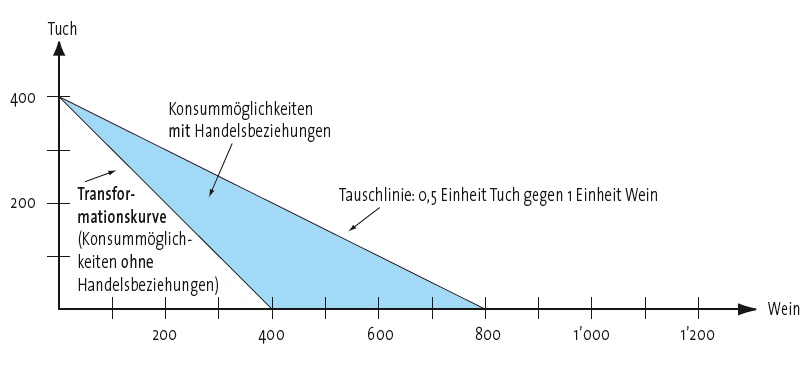 Tuch
400
200
Konsummöglichkeiten
mit Handelsbeziehungen
Transfor-
mationskurve
(Konsummöglich-
keiten ohne
Handelsbeziehungen)
Tauschlinie: 0,5 Einheit Tuch gegen 1 Einheit Wein
Wein
200 400 600 800 1’000 1’200